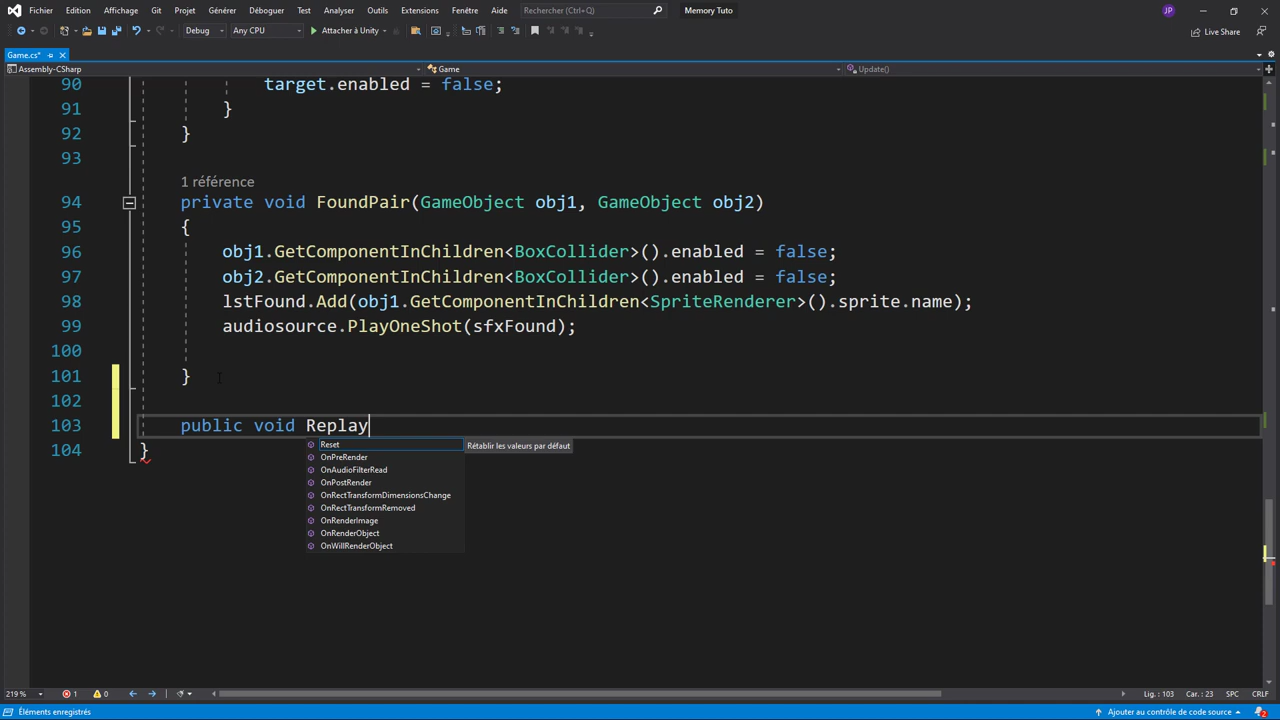 Fichier Edition Affichage Git Projet Générer Déboguer Test Analyser Outils Extensions Fenêtre Aide Rechercher (Ctrl+Q) Memory Tuto JP
Debug Any CPU Attacher à Unity Live Share
Game.cs*
Assembly-CSharp Game Update()
90 target.enabled = false;
91 }
92 }
93
1 référence
94 private void FoundPair(GameObject obj1, GameObject obj2)
95 {
96 obj1.GetComponentInChildren<BoxCollider>().enabled = false;
97 obj2.GetComponentInChildren<BoxCollider>().enabled = false;
98 lstFound.Add(obj1.GetComponentInChildren<SpriteRenderer>().sprite.name);
99 audiosource.PlayOneShot(sfxFound);
100
101 }
102
103 public void Replay
Reset Rétablir les valeurs par défaut
104 }
OnPreRender
OnAudioFilterRead
OnPostRender
OnRectTransformDimensionsChange
OnRectTransformRemoved
OnRenderImage
OnRenderObject
OnWillRenderObject
219 % 1 0 Lig : 103 Car. : 23 SPC CRLF
Éléments enregistrés Ajouter au contrôle de code source 2